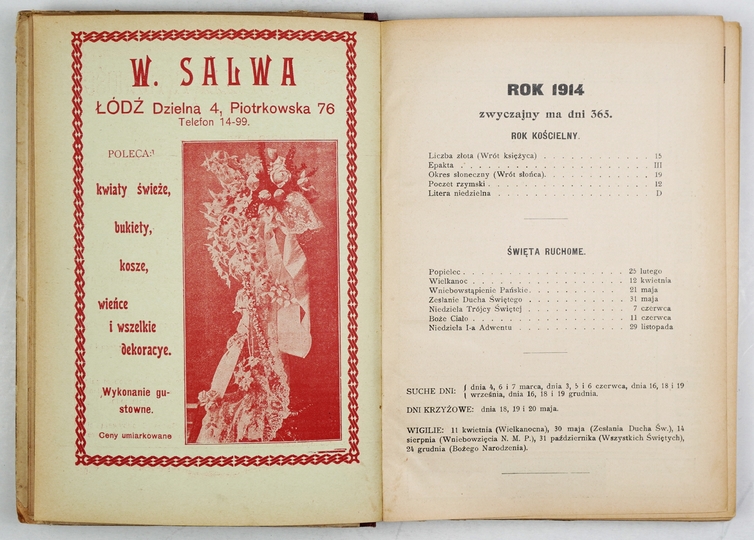 W. SALWA
ŁÓDŹ Dzielna 4, Piotrkowska 76
Telefon 14-99.
POLECA:
kwiaty świeże,
bukiety,
kosze,
wieńce
i wszelkie
dekoracye.
Wykonanie gu-
stowne.
Ceny umiarkowane
ROK 1914
zwyczajny ma dni 365.
ROK KOŚCIELNY.
Liczba złota (Wrót księżyca) . . . . . . . . . . . 15
Epakta . . . . . . . . . . . . . . . . . . III
Okres słoneczny (Wrót słońca). . . . . . . . . . . 19
Poczet rzymski . . . . . . . . . . . . . . . . 12
Litera niedzielna . . . . . . . . . . . . . . . D
ŚWIĘTA RUCHOME.
Popielec . . . . . . . . . . . . . . . . 25 lutego
Wielkanoc . . . . . . . . . . . . . . . 12 kwietnia
Wniebowstąpienie Pańskie . . . . . . . . . . 21 maja
Zesłanie Ducha Świętego . . . . . . . . . . . 31 maja
Niedziela Trójcy Świętej . . . . . . . . . . . 7 czerwca
Boże Ciało . . . . . . . . . . . . . . . 11 czerwca
Niedziela I-a Adwentu . . . . . . . . . . . 29 listopada
SUCHE DNI: { dnia 4, 6 i 7 marca, dnia 3, 5 i 6 czerwca, dnia 16, 18 i 19
września, dnia 16, 18 i 19 grudnia.
DNI KRZYŻOWE: dnia 18, 19 i 20 maja.
WIGILIE: 11 kwietnia (Wielkanocna), 30 maja (Zesłania Ducha Św.), 14
sierpnia (Wniebowzięcia N. M. P.), 31 października (Wszystkich Świętych),
24 grudnia (Bożego Narodzenia).